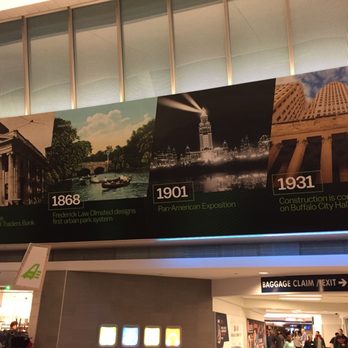 Traders Bank
1868
Frederick Law Olmsted designs
first urban park system
1901
Pan-American Exposition
1931
Construction is co
on Buffalo City Hal
BAGGAGE CLAIM / EXIT